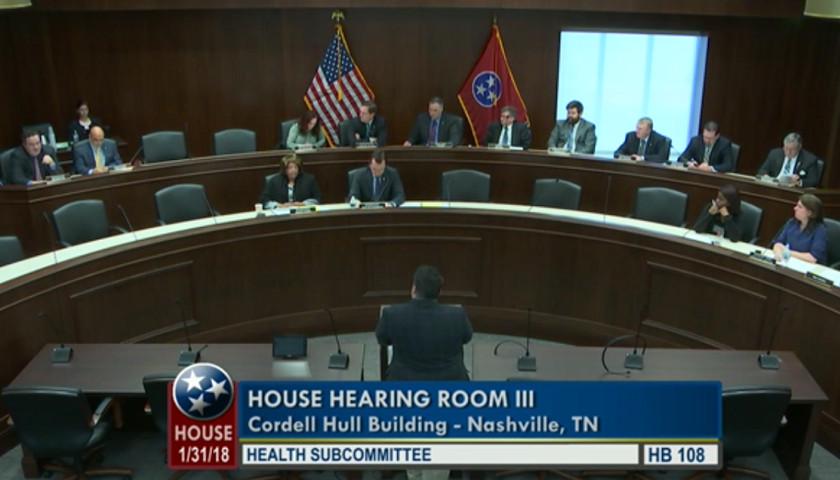 HOUSE HEARING ROOM III
Cordell Hull Building - Nashville, TN
HOUSE
1/31/18
HEALTH SUBCOMMITTEE
HB 108